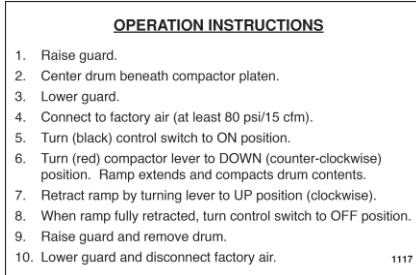 OPERATION INSTRUCTIONS
1. Raise guard.
2. Center drum beneath compactor platen.
3. Lower guard.
4. Connect to factory air (at least 80 psi/15 cfm).
5. Turn (black) control switch to ON position.
6. Turn (red) compactor lever to DOWN (counter-clockwise)
position. Ramp extends and compacts drum contents.
7. Retract ramp by turning lever to UP position (clockwise).
8. When ramp fully retracted, turn control switch to OFF position.
9. Raise guard and remove drum.
10. Lower guard and disconnect factory air. 1117